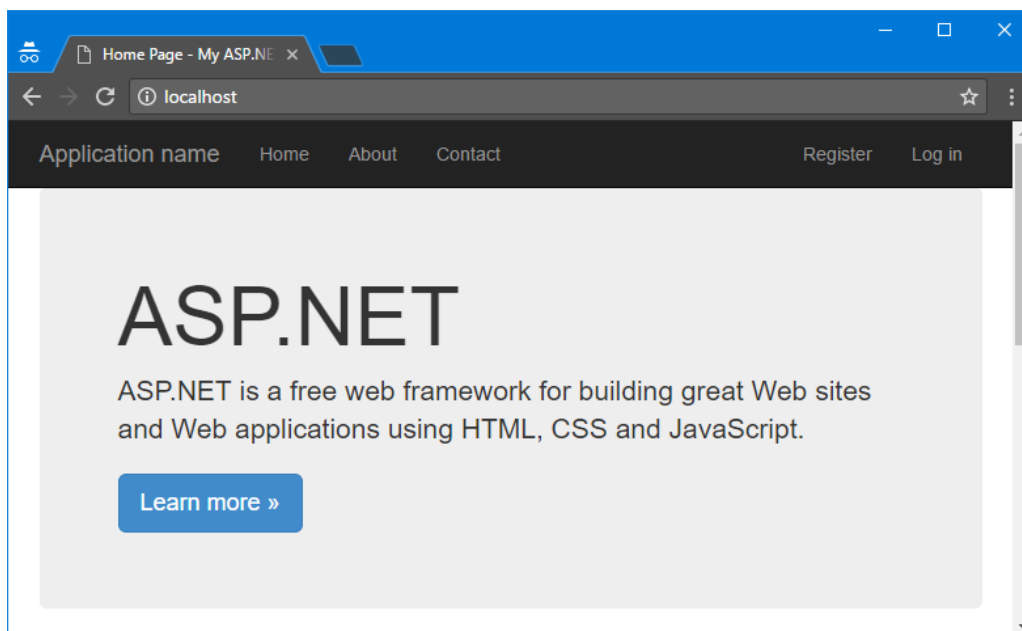 Home Page - My ASP.NE
localhost
Application name Home About Contact Register Log in
ASP.NET
ASP.NET is a free web framework for building great Web sites
and Web applications using HTML, CSS and JavaScript.
Learn more »